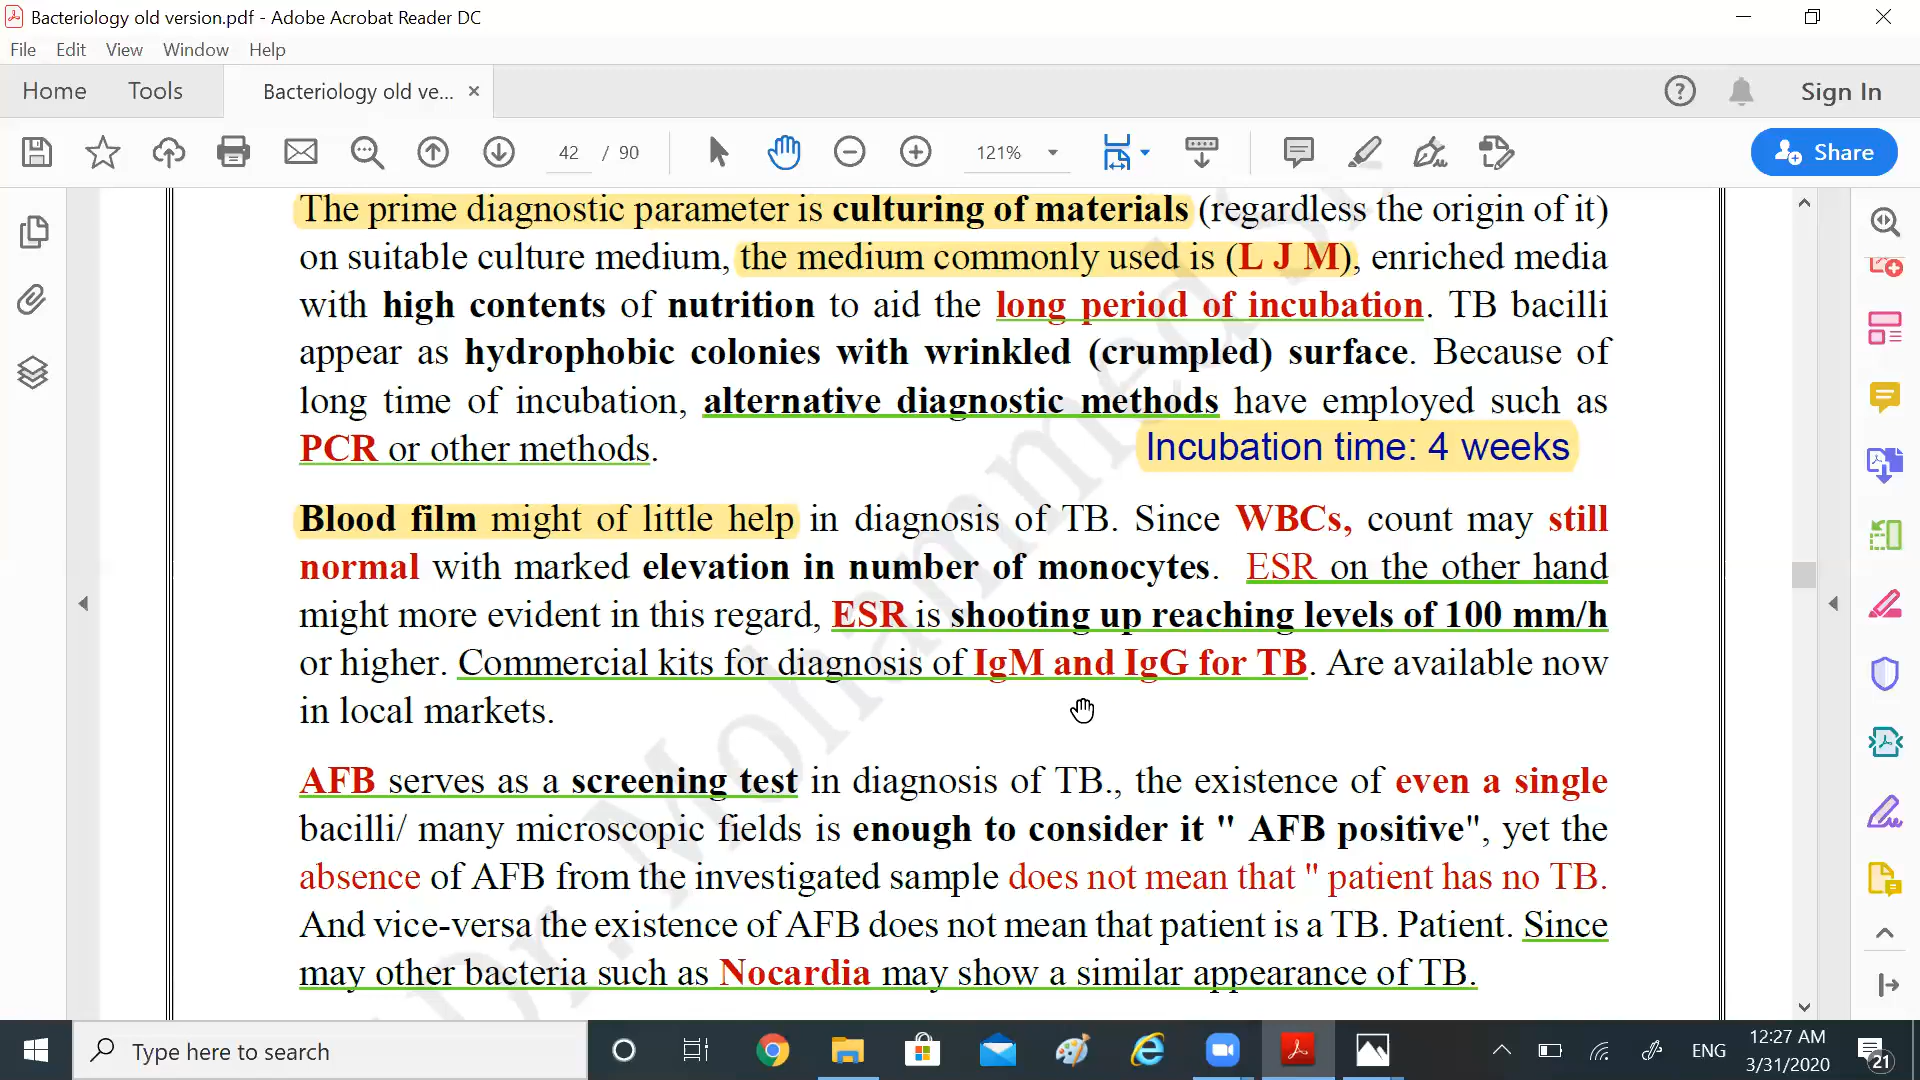 Bacteriology old version.pdf - Adobe Acrobat Reader DC
File Edit View Window Help
Home Tools Bacteriology old ve... × Sign In
42 / 90 121% Share
The prime diagnostic parameter is culturing of materials (regardless the origin of it)
on suitable culture medium, the medium commonly used is (L J M), enriched media
with high contents of nutrition to aid the long period of incubation. TB bacilli
appear as hydrophobic colonies with wrinkled (crumpled) surface. Because of
long time of incubation, alternative diagnostic methods have employed such as
PCR or other methods.
Incubation time: 4 weeks
Blood film might of little help in diagnosis of TB. Since WBCs, count may still
normal with marked elevation in number of monocytes. ESR on the other hand
might more evident in this regard, ESR is shooting up reaching levels of 100 mm/h
or higher. Commercial kits for diagnosis of IgM and IgG for TB. Are available now
in local markets.
AFB serves as a screening test in diagnosis of TB., the existence of even a single
bacilli/ many microscopic fields is enough to consider it " AFB positive", yet the
absence of AFB from the investigated sample does not mean that " patient has no TB.
And vice-versa the existence of AFB does not mean that patient is a TB. Patient. Since
may other bacteria such as Nocardia may show a similar appearance of TB.
Dr. Mohammed
Type here to search
ENG
12:27 AM
3/31/2020
21